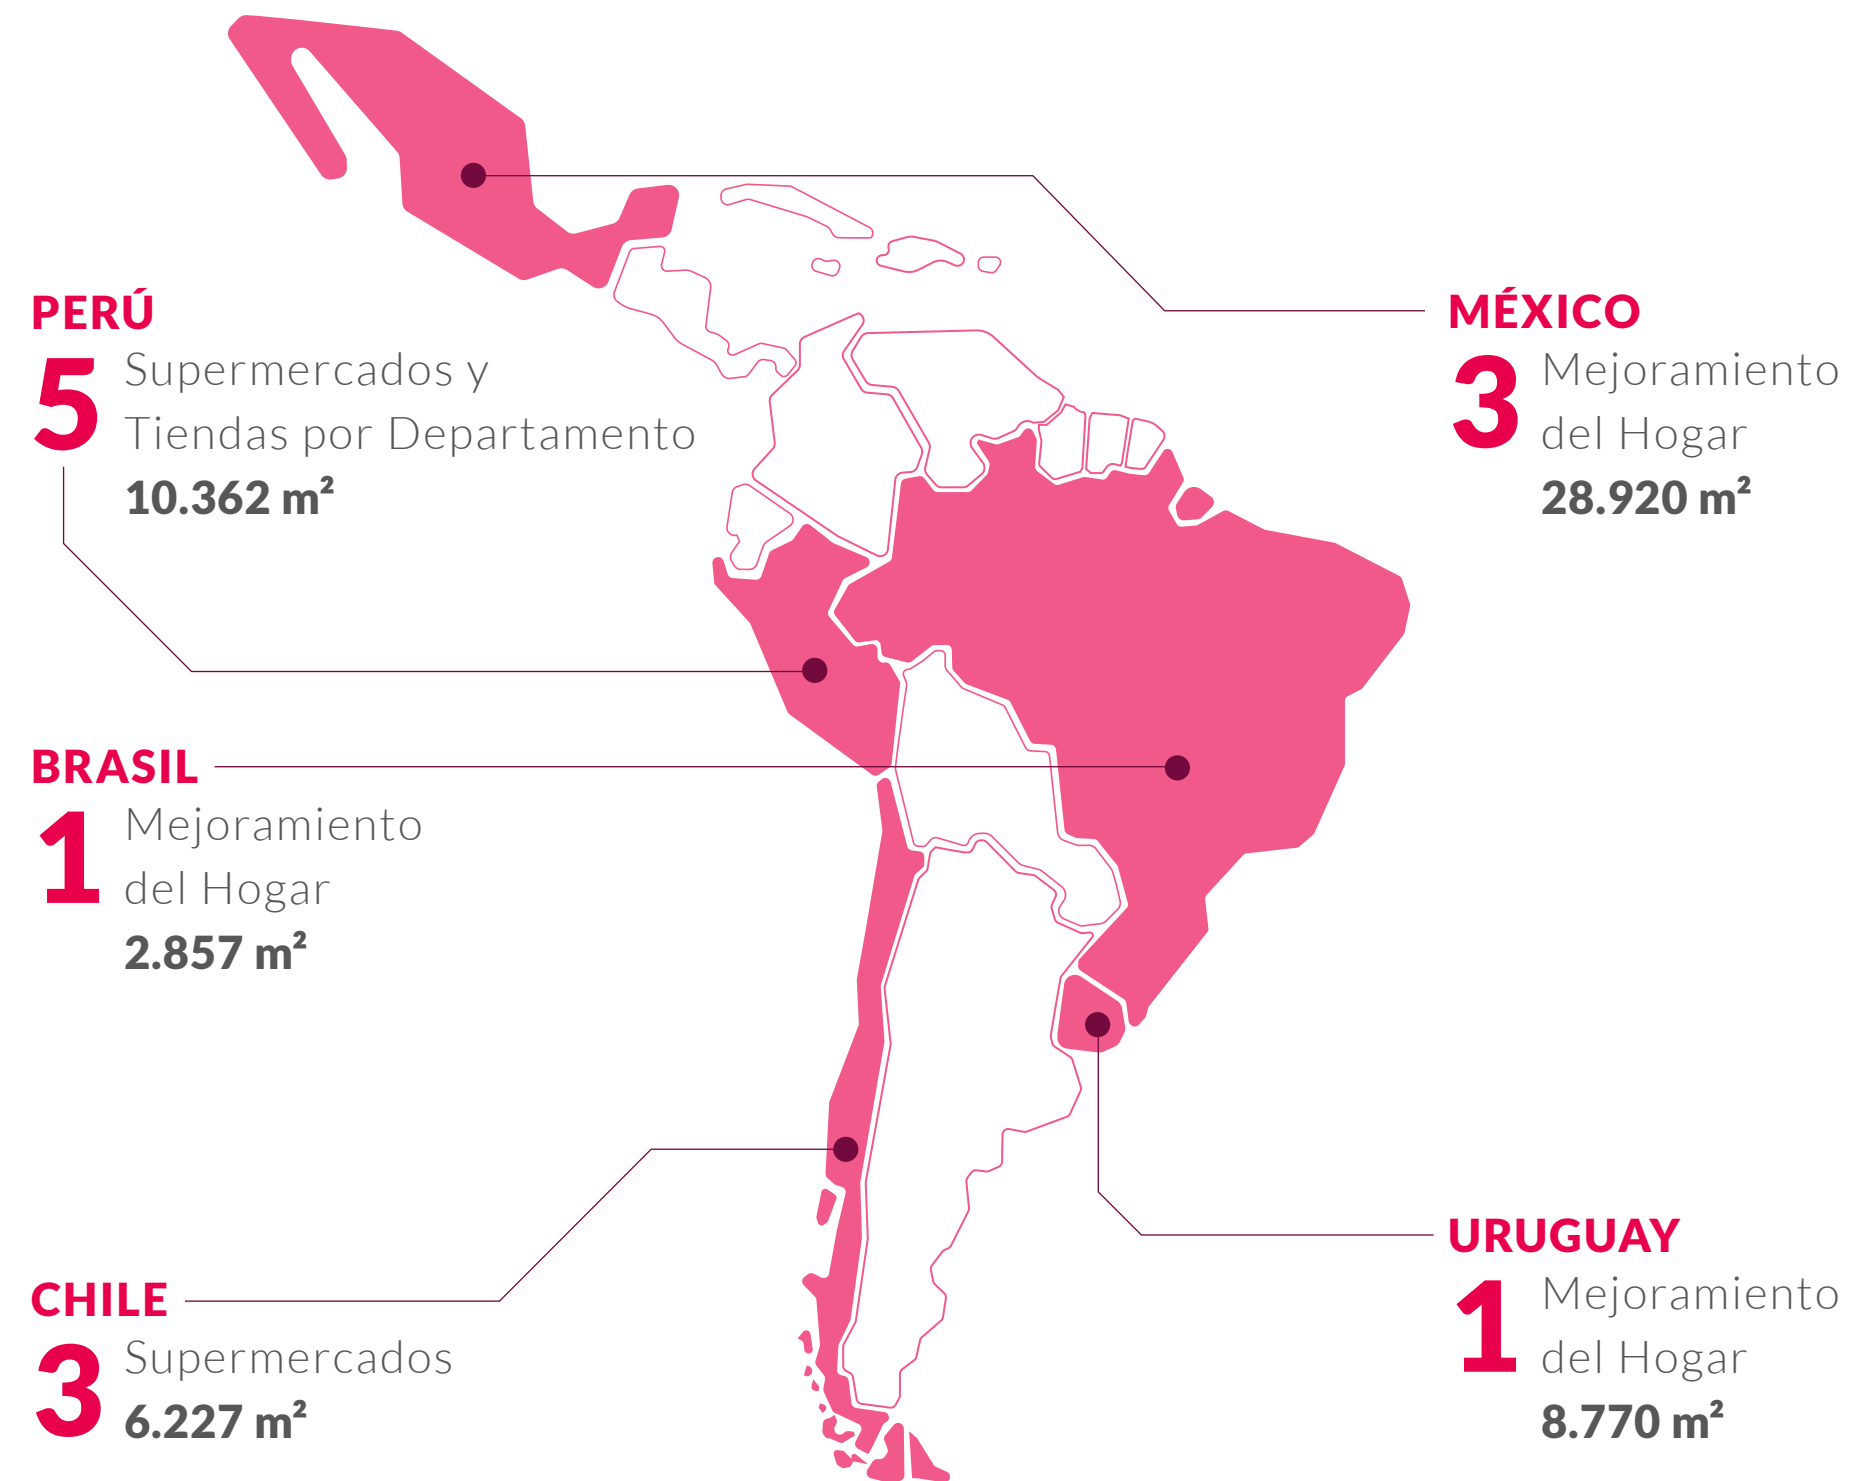 PERÚ
5
Supermercados y
Tiendas por Departamento
10.362 m²
MÉXICO
3
Mejoramiento
del Hogar
28.920 m²
BRASIL
1
Mejoramiento
del Hogar
2.857 m²
CHILE
3
Supermercados
6.227 m²
URUGUAY
1
Mejoramiento
del Hogar
8.770 m²